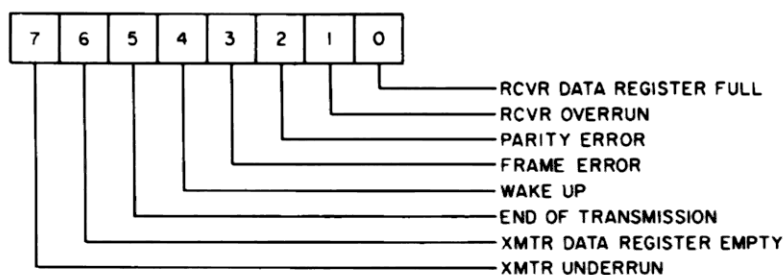 7 6 5 4 3 2 1 0
RCVR DATA REGISTER FULL
RCVR OVERRUN
PARITY ERROR
FRAME ERROR
WAKE UP
END OF TRANSMISSION
XMTR DATA REGISTER EMPTY
XMTR UNDERRUN